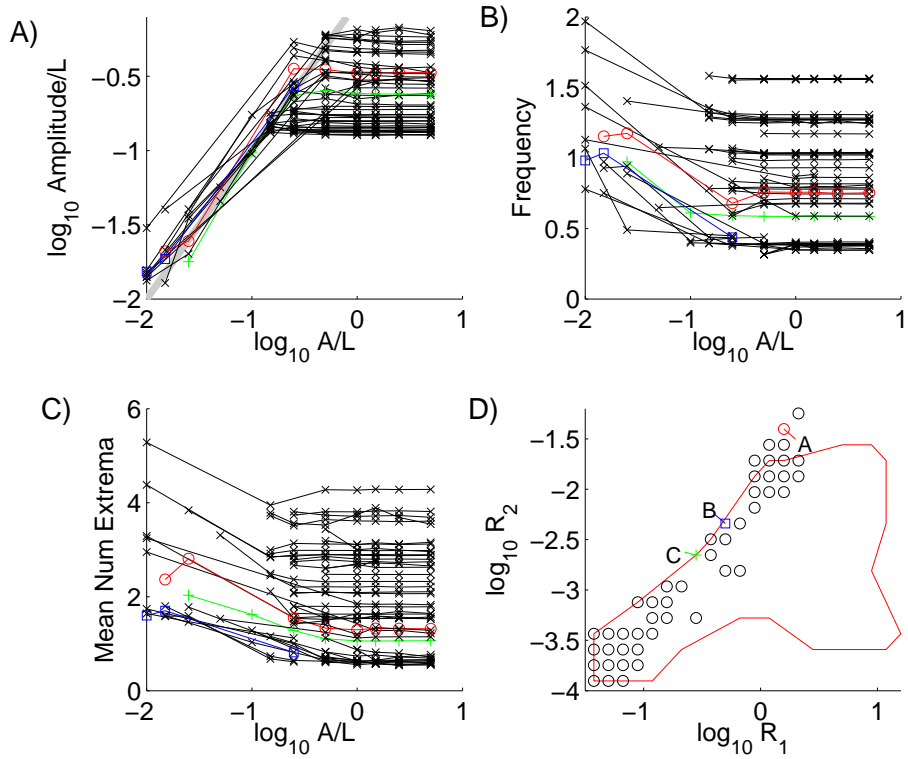 A)
log10 Amplitude/L
−0.5
−1
−1.5
−2
−2 −1 0 1
log10 A/L
B)
Frequency
2
1.5
1
0.5
0
−2 −1 0 1
log10 A/L
C)
Mean Num Extrema
6
4
2
0
−2 −1 0 1
log10 A/L
D)
log10 R2
−1.5
−2
−2.5
−3
−3.5
−4
A
B
C
−1 0 1
log10 R1